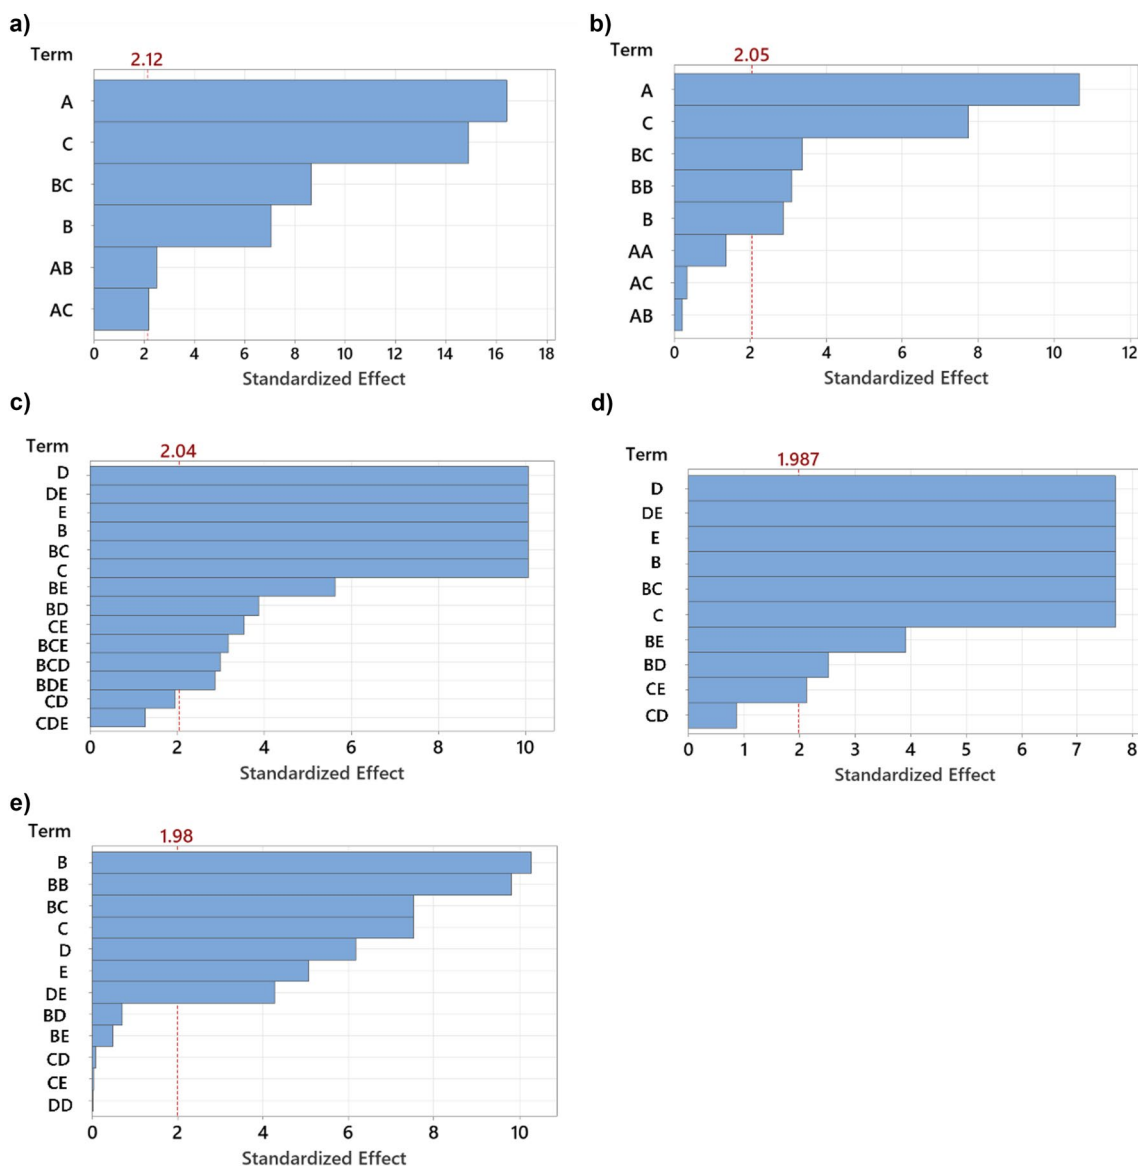 a)
Term
2.12
A
C
BC
B
AB
AC
0 2 4 6 8 10 12 14 16 18
Standardized Effect
b)
Term
2.05
A
C
BC
BB
B
AA
AC
AB
0 2 4 6 8 10 12
Standardized Effect
c)
Term
2.04
D
DE
E
B
BC
C
BE
BD
CE
BCE
BCD
BDE
CD
CDE
0 2 4 6 8 10
Standardized Effect
d)
Term
1.987
D
DE
E
B
BC
C
BE
BD
CE
CD
0 1 2 3 4 5 6 7 8
Standardized Effect
e)
Term
1.98
B
BB
BC
C
D
E
DE
BD
BE
CD
CE
DD
0 2 4 6 8 10
Standardized Effect